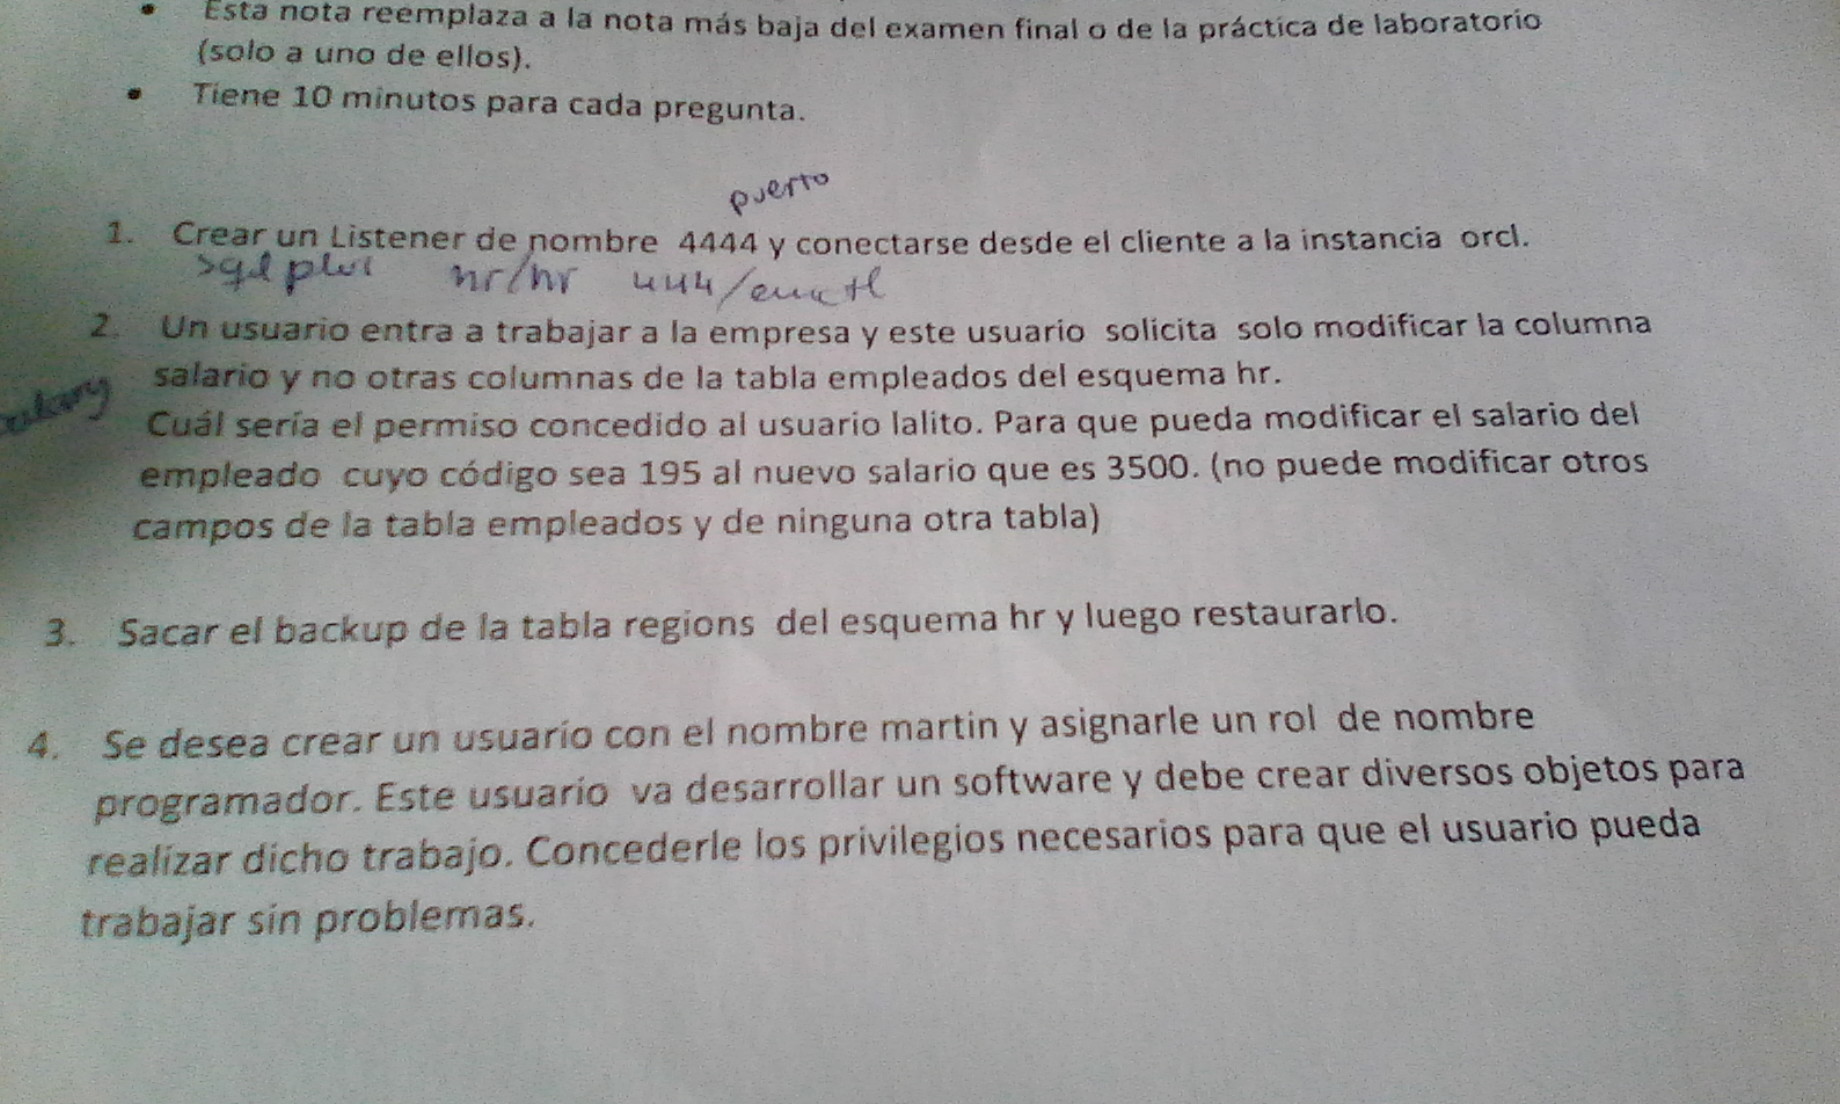 • Esta nota reemplaza a la nota más baja del examen final o de la práctica de laboratorio
(solo a uno de ellos).
• Tiene 10 minutos para cada pregunta.
puerto
1. Crear un Listener de nombre 4444 y conectarse desde el cliente a la instancia orcl.
hr/hr
2. Un usuario entra a trabajar a la empresa y este usuario solicita solo modificar la columna
salario y no otras columnas de la tabla empleados del esquema hr.
Cuál sería el permiso concedido al usuario lalito. Para que pueda modificar el salario del
empleado cuyo código sea 195 al nuevo salario que es 3500. (no puede modificar otros
campos de la tabla empleados y de ninguna otra tabla)
3. Sacar el backup de la tabla regions del esquema hr y luego restaurarlo.
4. Se desea crear un usuario con el nombre martin y asignarle un rol de nombre
programador. Este usuario va desarrollar un software y debe crear diversos objetos para
realizar dicho trabajo. Concederle los privilegios necesarios para que el usuario pueda
trabajar sin problemas.